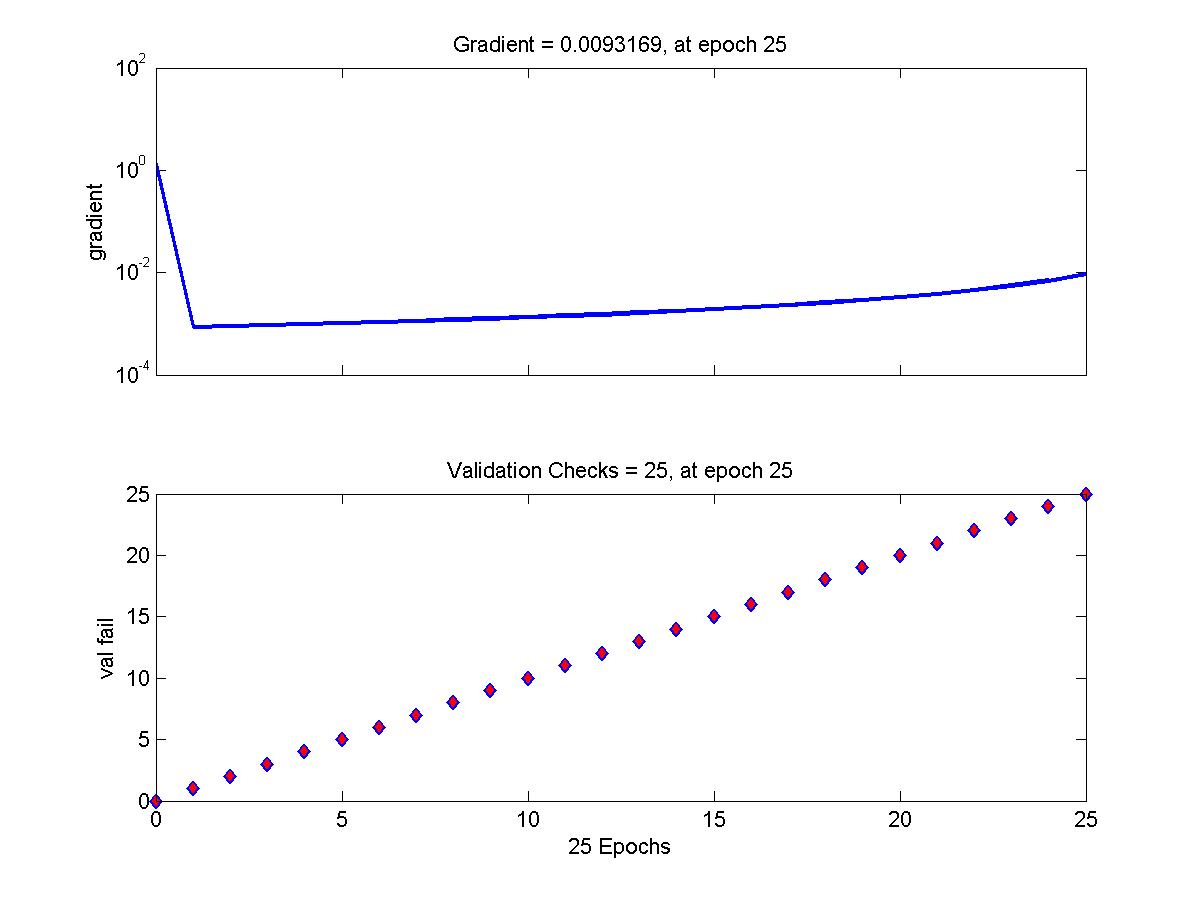 Gradient = 0.0093169, at epoch 25
10^2
10^0
10^-2
10^-4
gradient
Validation Checks = 25, at epoch 25
25
20
15
10
5
0
val fail
0 5 10 15 20 25
25 Epochs